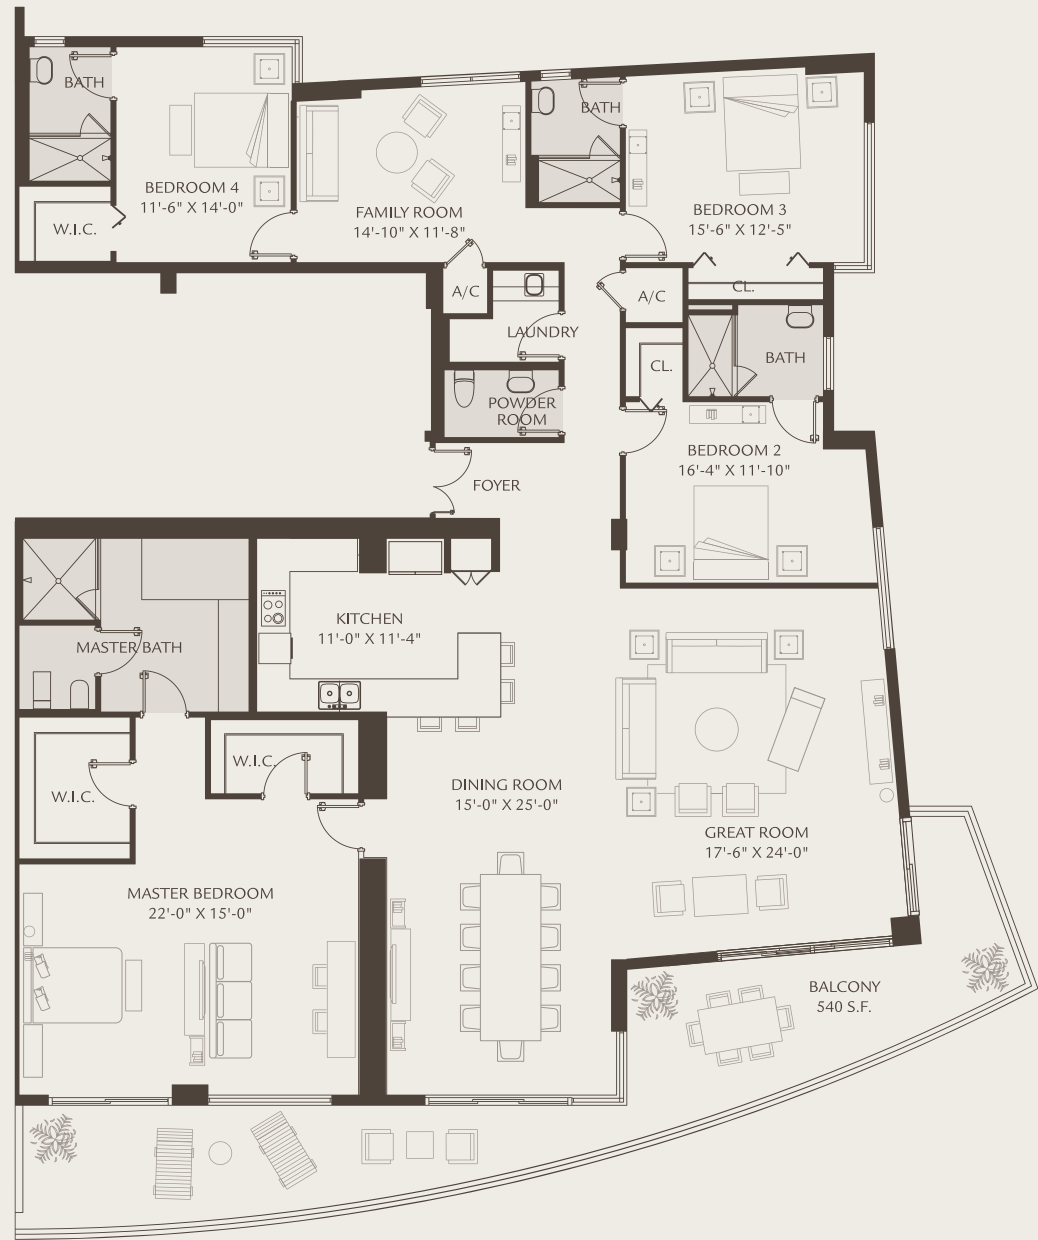 BATH
BEDROOM 4
11'-6" X 14'-0"
W.I.C.
FAMILY ROOM
14'-10" X 11'-8"
BATH
BEDROOM 3
15'-6" X 12'-5"
A/C
A/C
CL.
LAUNDRY
CL.
BATH
POWDER
ROOM
BEDROOM 2
16'-4" X 11'-10"
FOYER
KITCHEN
11'-0" X 11'-4"
MASTER BATH
W.I.C.
W.I.C.
DINING ROOM
15'-0" X 25'-0"
GREAT ROOM
17'-6" X 24'-0"
MASTER BEDROOM
22'-0" X 15'-0"
BALCONY
540 S.F.